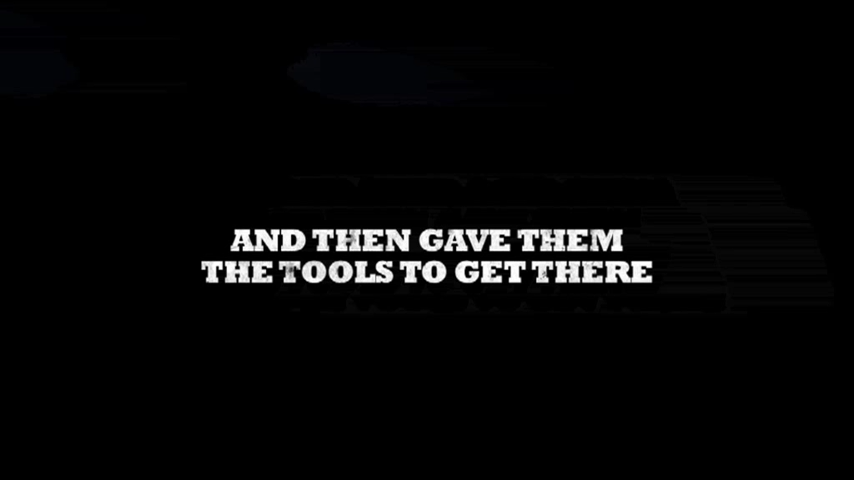 AND THEN GAVE THEM
THE TOOLS TO GET THERE